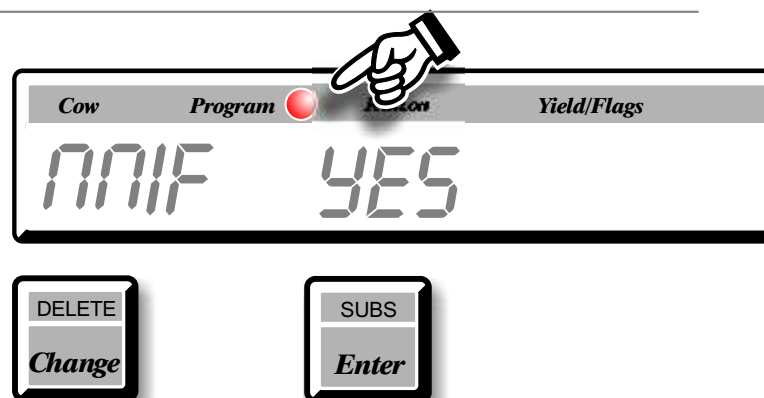 Cow Program Yield/Flags
MMIF YES
DELETE SUBS
Change Enter